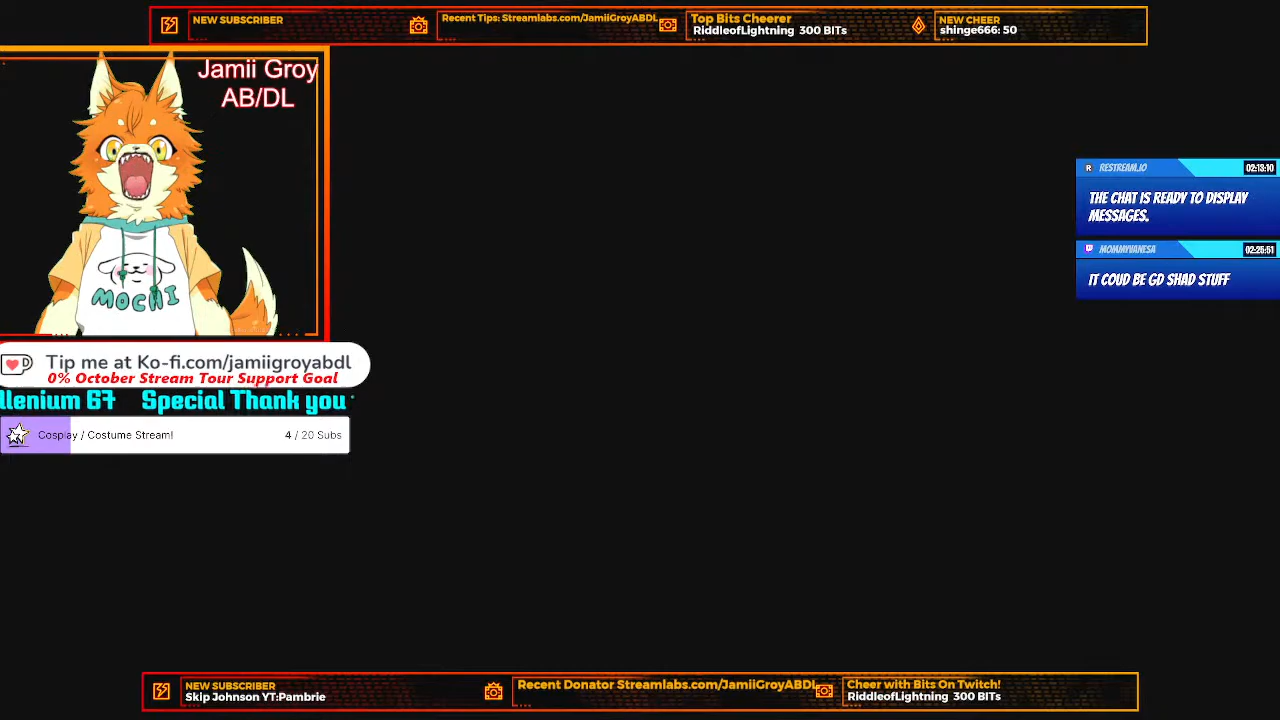 NEW SUBSCRIBER
Recent Tips: Streamlabs.com/JamiiGroyABDL
Top Bits Cheerer
RiddleofLightning 300 BITs
NEW CHEER
shinge666: 50
Jamii Groy
AB/DL
MOCHI
RESTREAM.IO
02:13:10
THE CHAT IS READY TO DISPLAY
MESSAGES.
MOMMYVANESA
02:25:51
IT COUD BE GD SHAD STUFF
Tip me at Ko-fi.com/jamiigroyabdl
0% October Stream Tour Support Goal
llenium 67 Special Thank you
Cosplay / Costume Stream!
4 / 20 Subs
NEW SUBSCRIBER
Skip Johnson YT:Pambrie
Recent Donator Streamlabs.com/JamiiGroyABDL
Cheer with Bits On Twitch!
RiddleofLightning 300 BITs